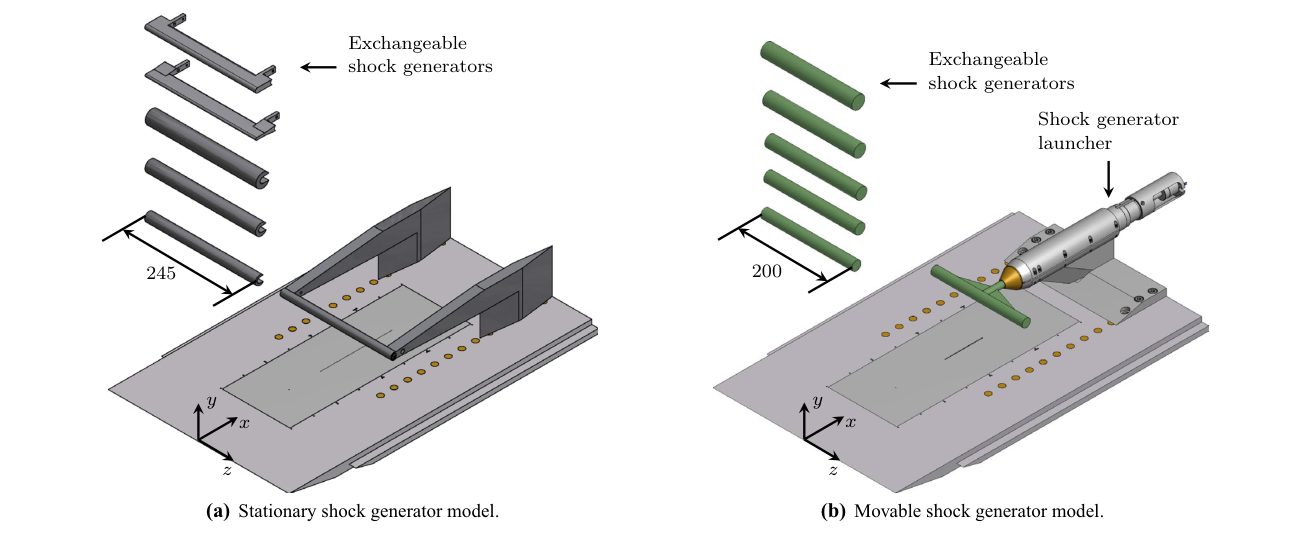 Exchangeable
shock generators
245
y
x
z
(a) Stationary shock generator model.
Exchangeable
shock generators
Shock generator
launcher
200
y
x
z
(b) Movable shock generator model.